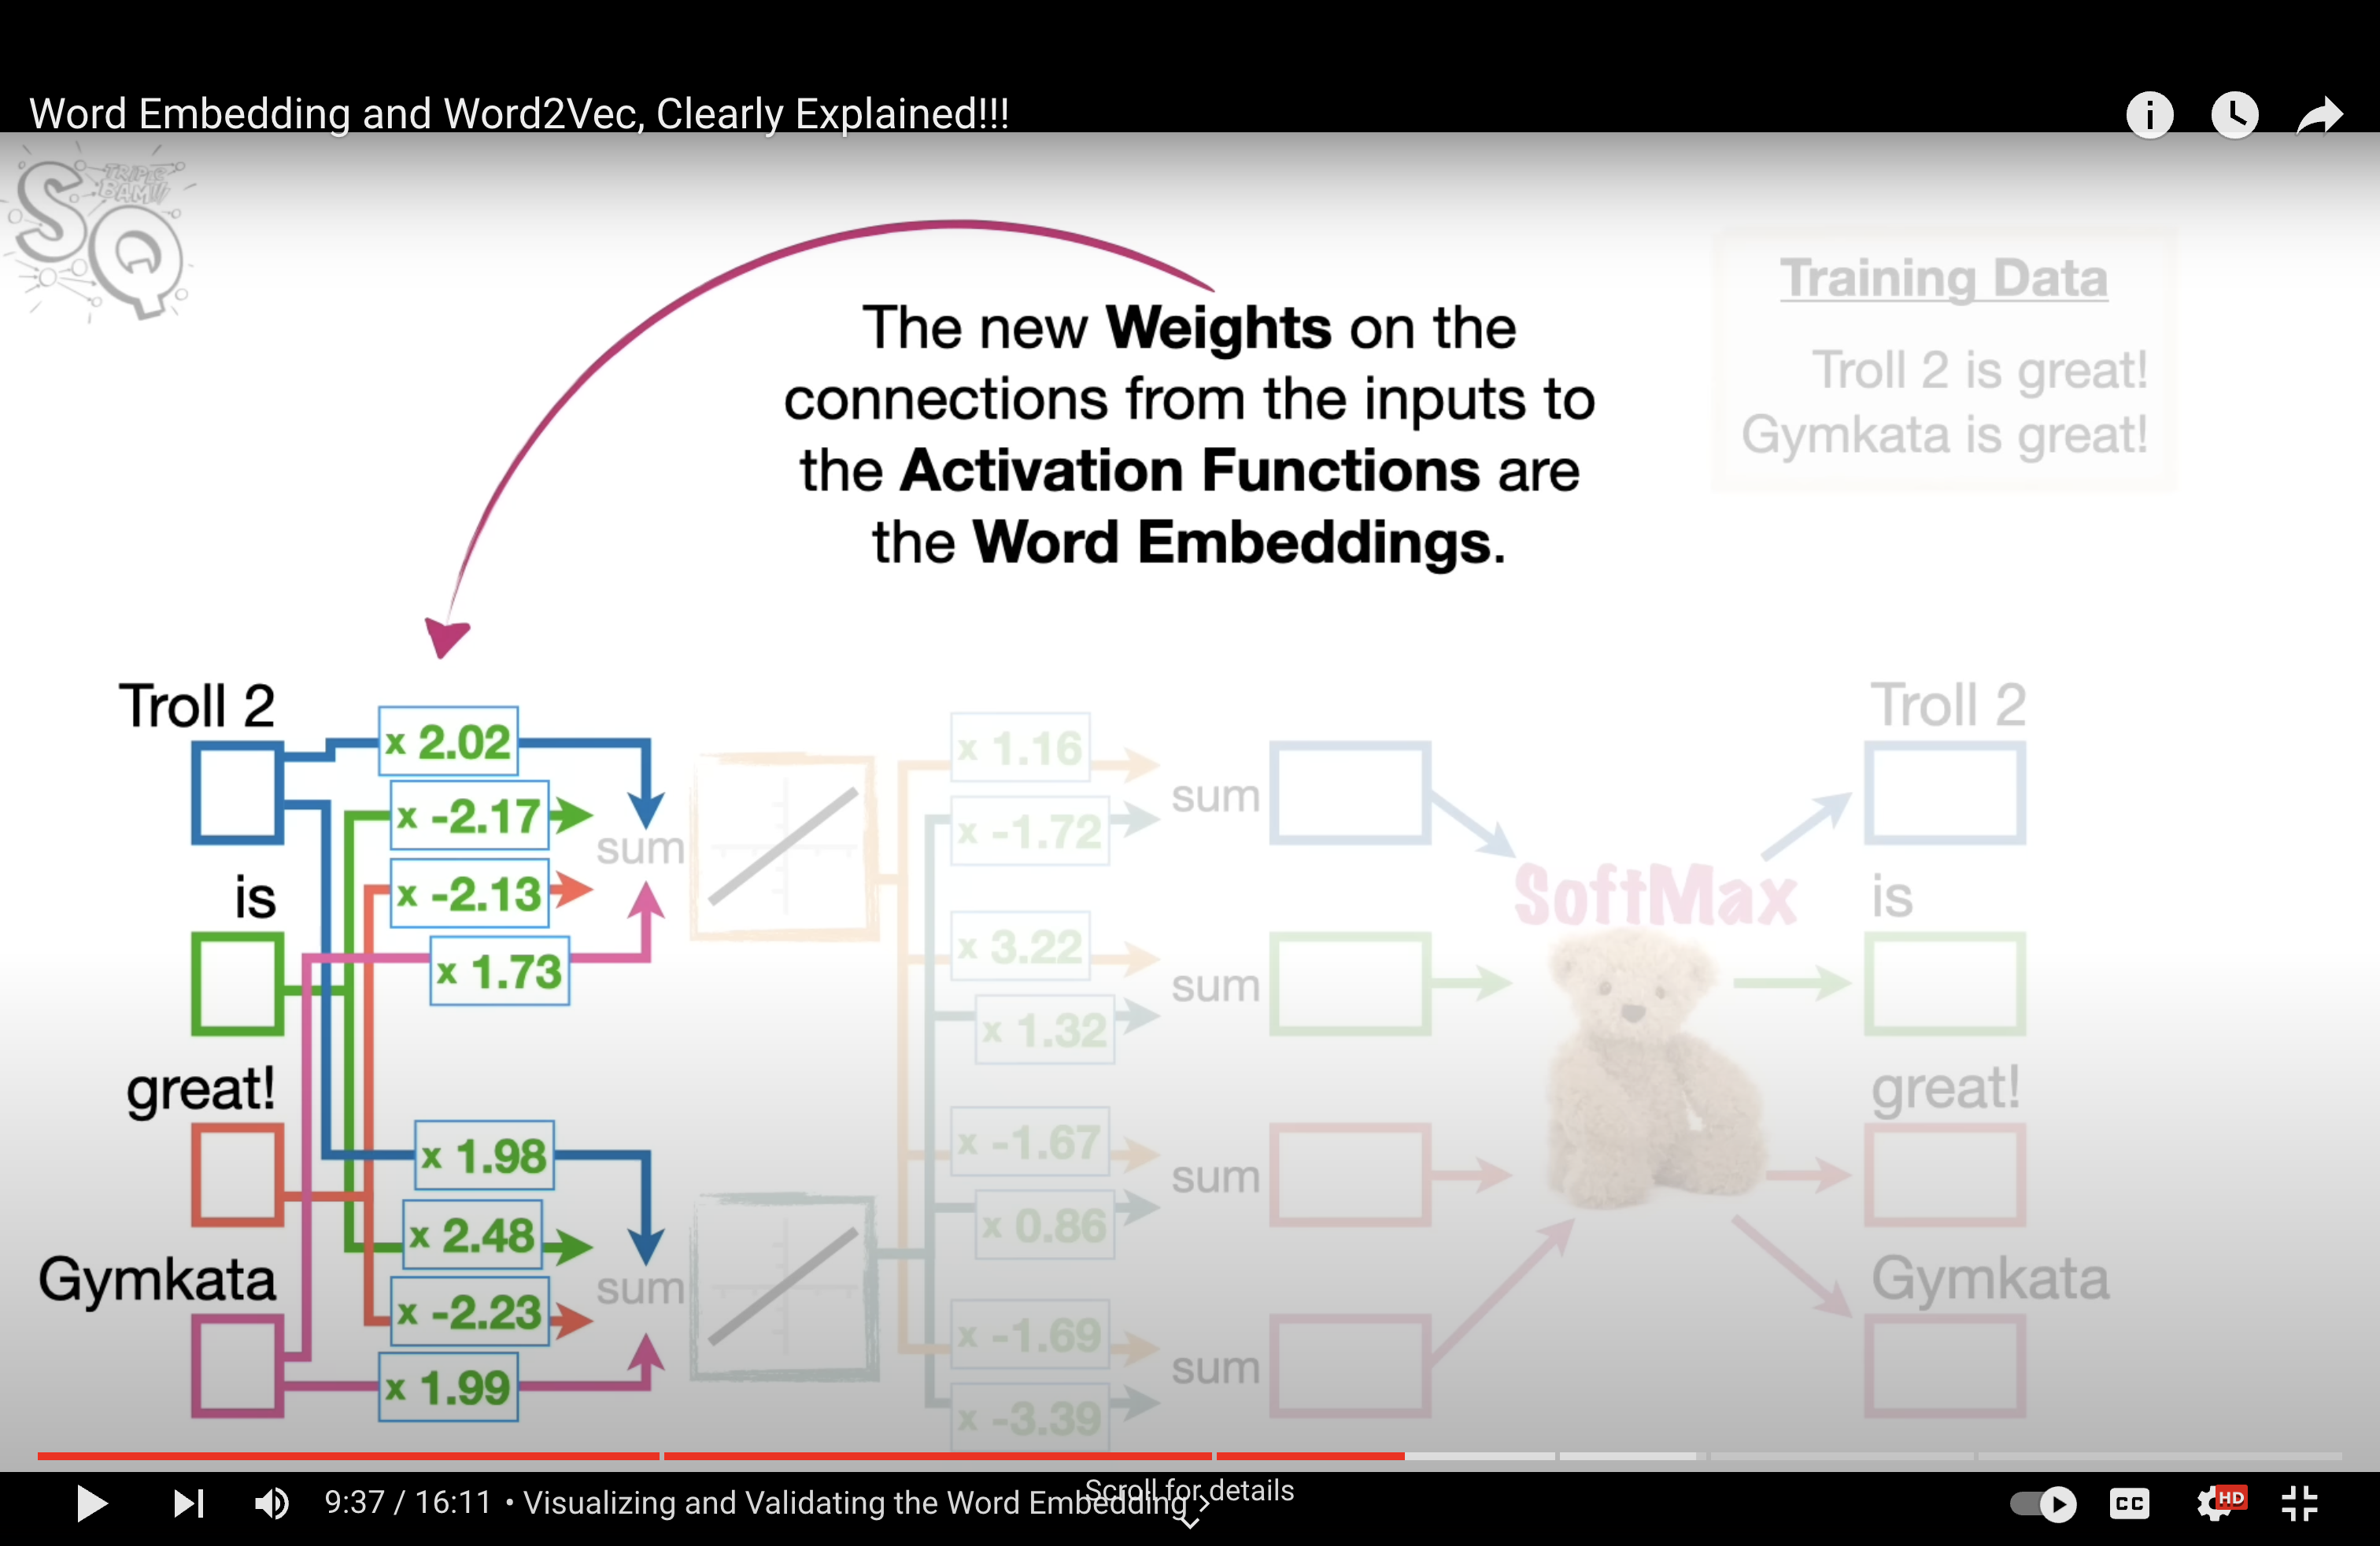 Word Embedding and Word2Vec, Clearly Explained!!!
SQ
TRIPLE
BAM!!!
The new Weights on the
connections from the inputs to
the Activation Functions are
the Word Embeddings.
Training Data
Troll 2 is great!
Gymkata is great!
Troll 2
is
great!
Gymkata
x 2.02
x -2.17
x -2.13
x 1.73
sum
x 1.98
x 2.48
x -2.23
x 1.99
sum
x 1.16
x -1.72
sum
x 3.22
x 1.32
sum
x -1.67
x 0.86
sum
x -1.69
x -3.39
sum
SoftMax
Troll 2
is
great!
Gymkata
9:37 / 16:11 • Visualizing and Validating the Word Embedding
Scroll for details
CC
HD